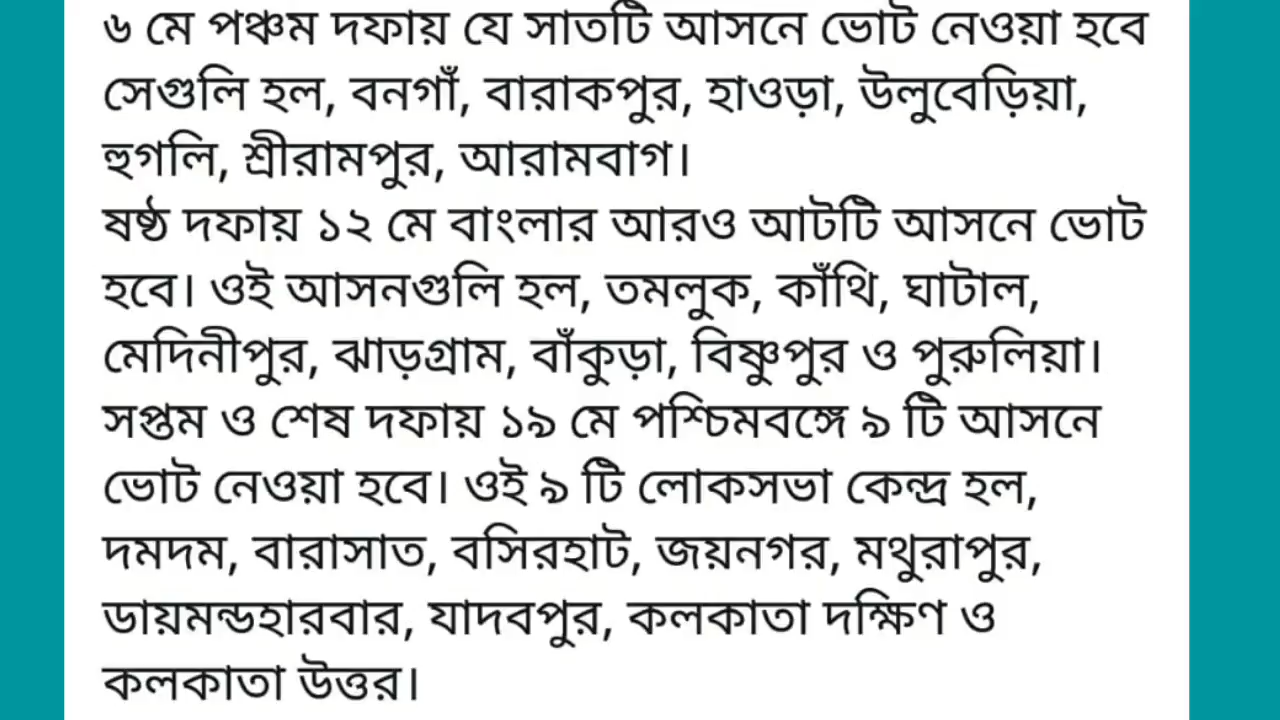 ৬ মে পঞ্চম দফায় যে সাতটি আসনে ভোট নেওয়া হবে
সেগুলি হল, বনগাঁ, বারাকপুর, হাওড়া, উলুবেড়িয়া,
হুগলি, শ্রীরামপুর, আরামবাগ।
ষষ্ঠ দফায় ১২ মে বাংলার আরও আটটি আসনে ভোট
হবে। ওই আসনগুলি হল, তমলুক, কাঁথি, ঘাটাল,
মেদিনীপুর, ঝাড়গ্রাম, বাঁকুড়া, বিষ্ণুপুর ও পুরুলিয়া।
সপ্তম ও শেষ দফায় ১৯ মে পশ্চিমবঙ্গে ৯ টি আসনে
ভোট নেওয়া হবে। ওই ৯ টি লোকসভা কেন্দ্র হল,
দমদম, বারাসাত, বসিরহাট, জয়নগর, মথুরাপুর,
ডায়মন্ডহারবার, যাদবপুর, কলকাতা দক্ষিণ ও
কলকাতা উত্তর।